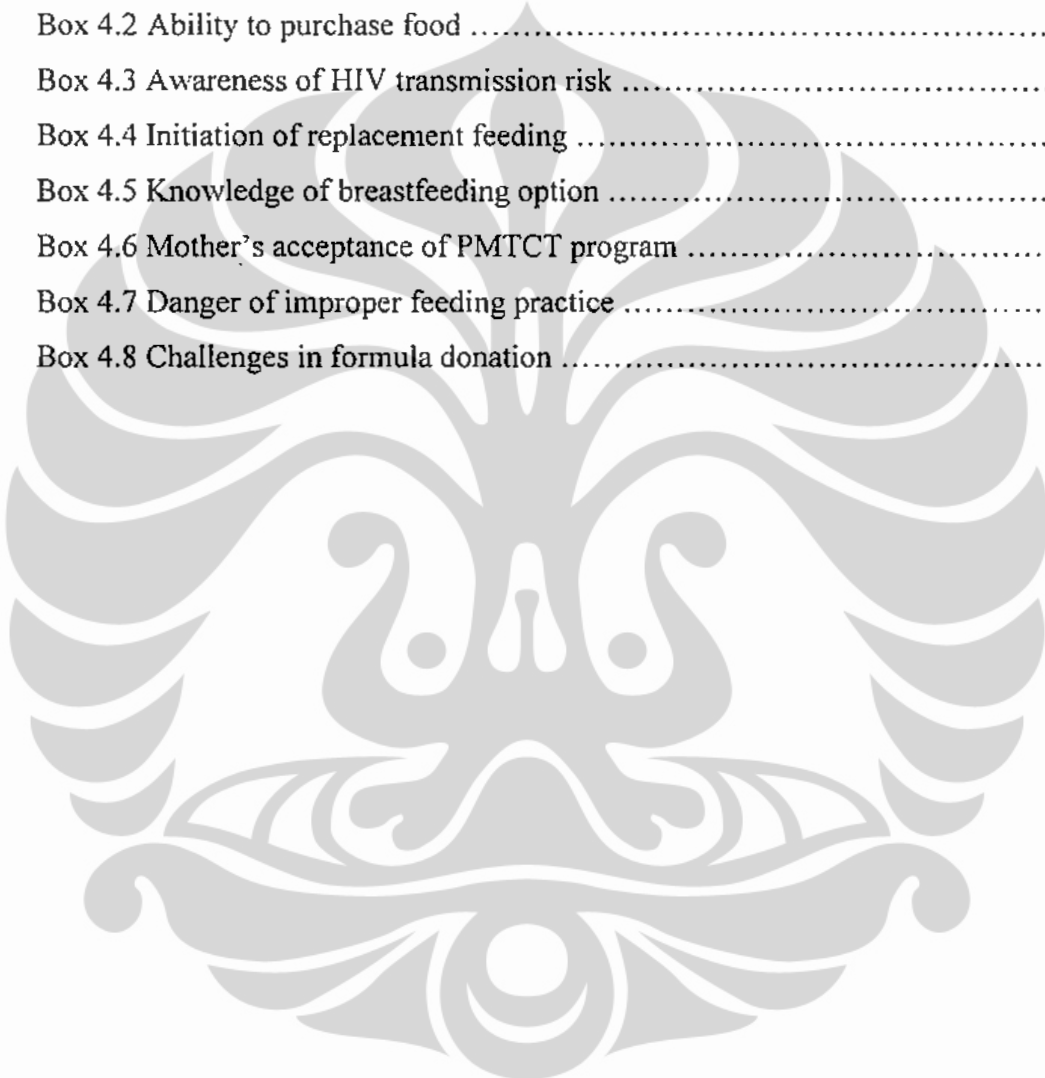 Box 4.2 Ability to purchase food ........................................................
Box 4.3 Awareness of HIV transmission risk ........................................
Box 4.4 Initiation of replacement feeding .............................................
Box 4.5 Knowledge of breastfeeding option .........................................
Box 4.6 Mother's acceptance of PMTCT program ................................
Box 4.7 Danger of improper feeding practice .......................................
Box 4.8 Challenges in formula donation ..............................................